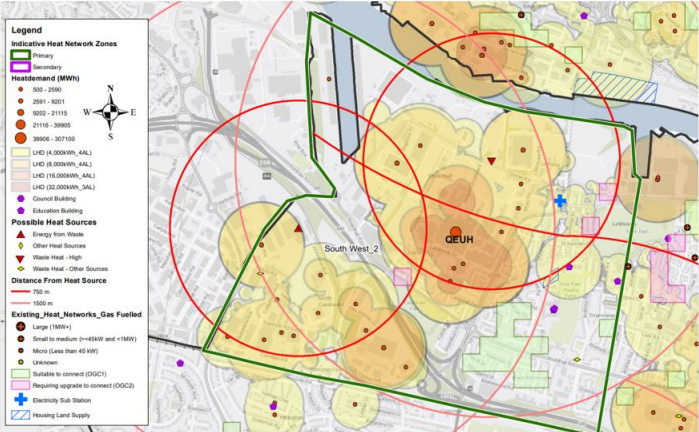 Legend
Indicative Heat Network Zones
Primary
Secondary
Heatdemand (MWh)
500 - 2590
2591 - 9201
9202 - 21115
21116 - 39905
39906 - 307100
N
W
E
S
LHD (4,000kWh_4AL)
LHD (8,000kWh_4AL)
LHD (16,000kWh_4AL)
LHD (32,000kWh_3AL)
Council Building
Education Building
Possible Heat Sources
Energy from Waste
Other Heat Sources
Waste Heat - High
Waste Heat - Other Sources
Distance From Heat Source
750 m
1500 m
Existing_Heat_Networks_Gas Fuelled
Large (1MW+)
Small to medium (>=45kW and <1MW)
Micro (Less than 45 kW)
Unknown
Suitable to connect (OGC1)
Requiring upgrade to connect (OGC2)
Electricity Sub Station
Housing Land Supply
QEUH
South West_2